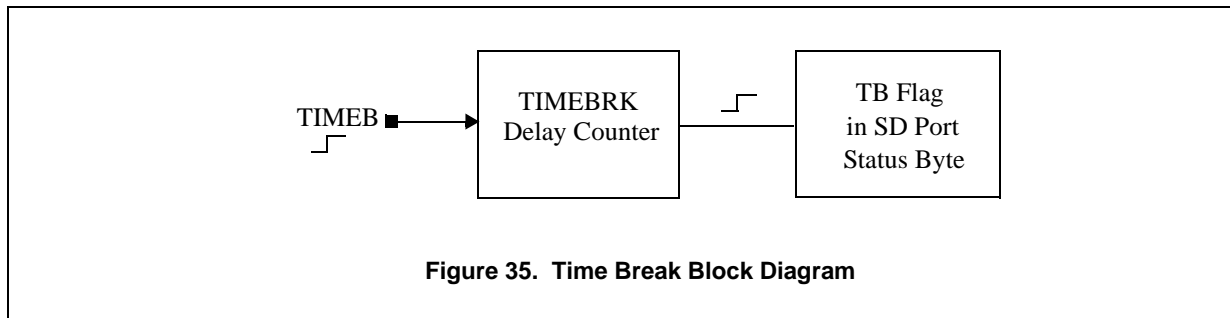 TIMEB
TIMEBRK
Delay Counter
TB Flag
in SD Port
Status Byte
Figure 35. Time Break Block Diagram